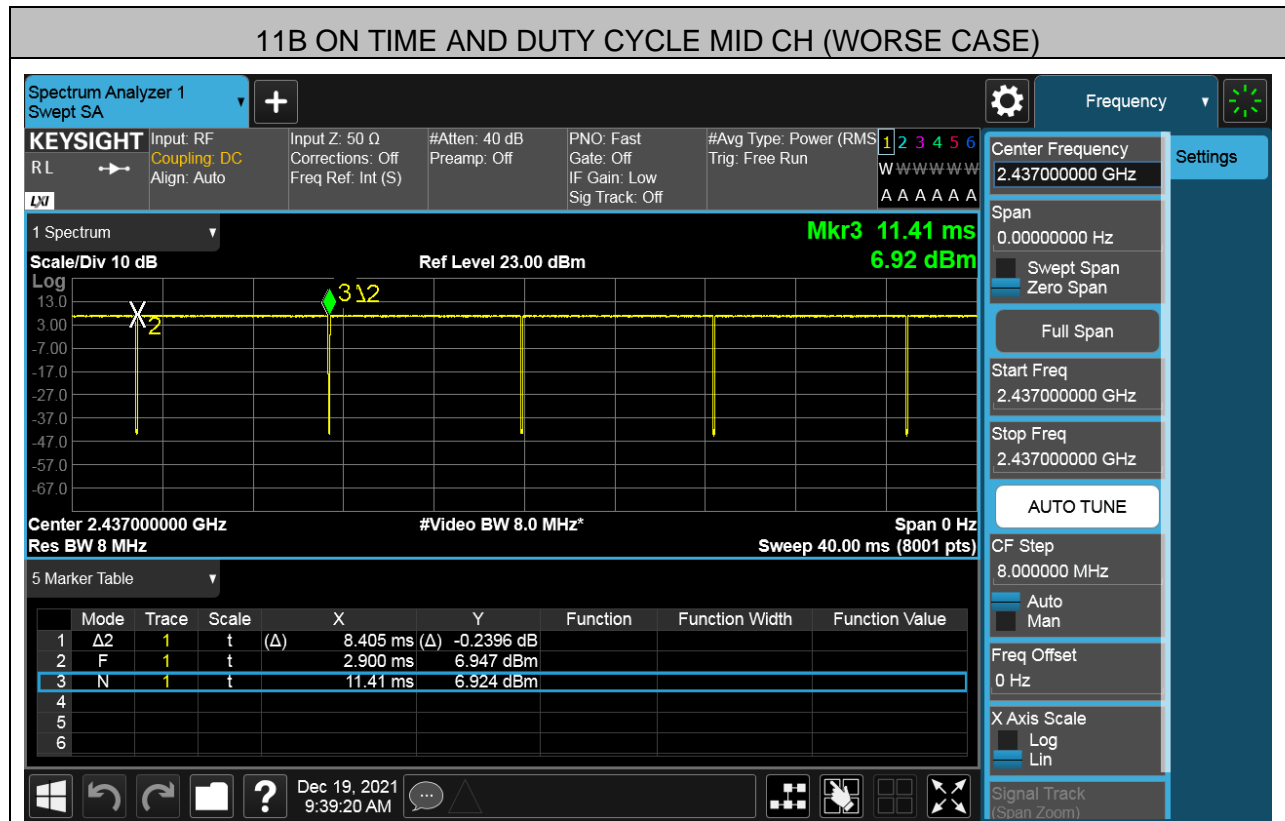 11B ON TIME AND DUTY CYCLE MID CH (WORSE CASE)
Spectrum Analyzer 1
Swept SA
+
Frequency
KEYSIGHT
RL
LXI
Input: RF
Coupling: DC
Align: Auto
Input Z: 50 Ω
Corrections: Off
Freq Ref: Int (S)
#Atten: 40 dB
Preamp: Off
PNO: Fast
Gate: Off
IF Gain: Low
Sig Track: Off
#Avg Type: Power (RMS
Trig: Free Run
1 2 3 4 5 6
W W W W W W
A A A A A A
1 Spectrum
Mkr3 11.41 ms
Scale/Div 10 dB
Ref Level 23.00 dBm
6.92 dBm
Log
13.0
3.00
-7.00
-17.0
-27.0
-37.0
-47.0
-57.0
-67.0
X2
3 1Δ2
Center 2.437000000 GHz
#Video BW 8.0 MHz*
Span 0 Hz
Res BW 8 MHz
Sweep 40.00 ms (8001 pts)
5 Marker Table
Mode Trace Scale X Y Function Function Width Function Value
1 Δ2 1 t (Δ) 8.405 ms (Δ) -0.2396 dB
2 F 1 t 2.900 ms 6.947 dBm
3 N 1 t 11.41 ms 6.924 dBm
4
5
6
?
Dec 19, 2021
9:39:20 AM
Center Frequency
2.437000000 GHz
Settings
Span
0.00000000 Hz
Swept Span
Zero Span
Full Span
Start Freq
2.437000000 GHz
Stop Freq
2.437000000 GHz
AUTO TUNE
CF Step
8.000000 MHz
Auto
Man
Freq Offset
0 Hz
X Axis Scale
Log
Lin
Signal Track
(Span Zoom)